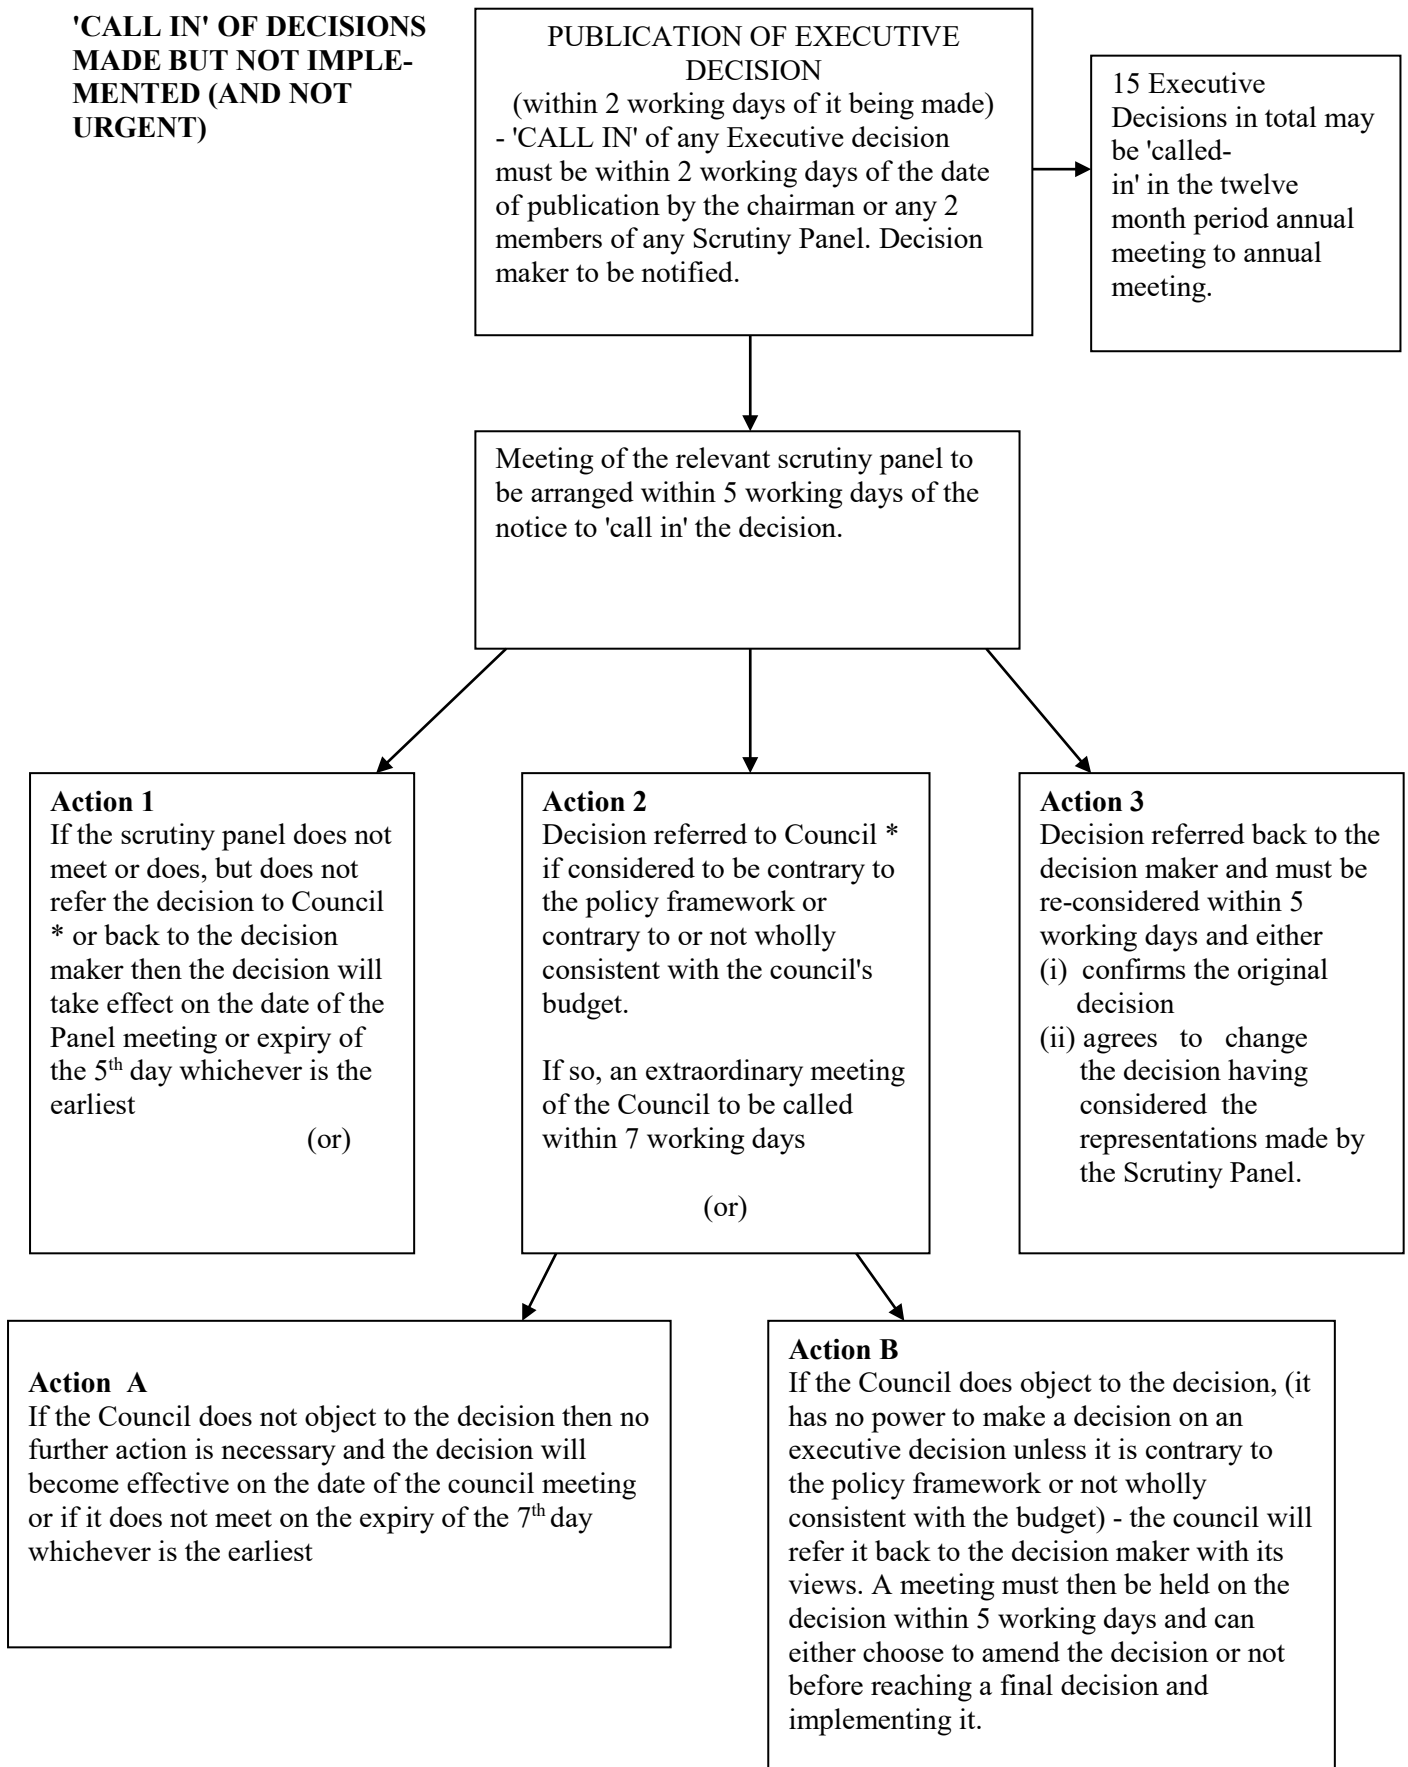 'CALL IN' OF DECISIONS
MADE BUT NOT IMPLE-
MENTED (AND NOT
URGENT)
PUBLICATION OF EXECUTIVE
DECISION
(within 2 working days of it being made)
- 'CALL IN' of any Executive decision
must be within 2 working days of the date
of publication by the chairman or any 2
members of any Scrutiny Panel. Decision
maker to be notified.
15 Executive
Decisions in total may
be 'called-
in' in the twelve
month period annual
meeting to annual
meeting.
Meeting of the relevant scrutiny panel to
be arranged within 5 working days of the
notice to 'call in' the decision.
Action 1
If the scrutiny panel does not
meet or does, but does not
refer the decision to Council
* or back to the decision
maker then the decision will
take effect on the date of the
Panel meeting or expiry of
the 5th day whichever is the
earliest
(or)
Action 2
Decision referred to Council *
if considered to be contrary to
the policy framework or
contrary to or not wholly
consistent with the council's
budget.
If so, an extraordinary meeting
of the Council to be called
within 7 working days
(or)
Action 3
Decision referred back to the
decision maker and must be
re-considered within 5
working days and either
(i) confirms the original
decision
(ii) agrees to change
the decision having
considered the
representations made by
the Scrutiny Panel.
Action A
If the Council does not object to the decision then no
further action is necessary and the decision will
become effective on the date of the council meeting
or if it does not meet on the expiry of the 7th day
whichever is the earliest
Action B
If the Council does object to the decision, (it
has no power to make a decision on an
executive decision unless it is contrary to
the policy framework or not wholly
consistent with the budget) - the council will
refer it back to the decision maker with its
views. A meeting must then be held on the
decision within 5 working days and can
either choose to amend the decision or not
before reaching a final decision and
implementing it.